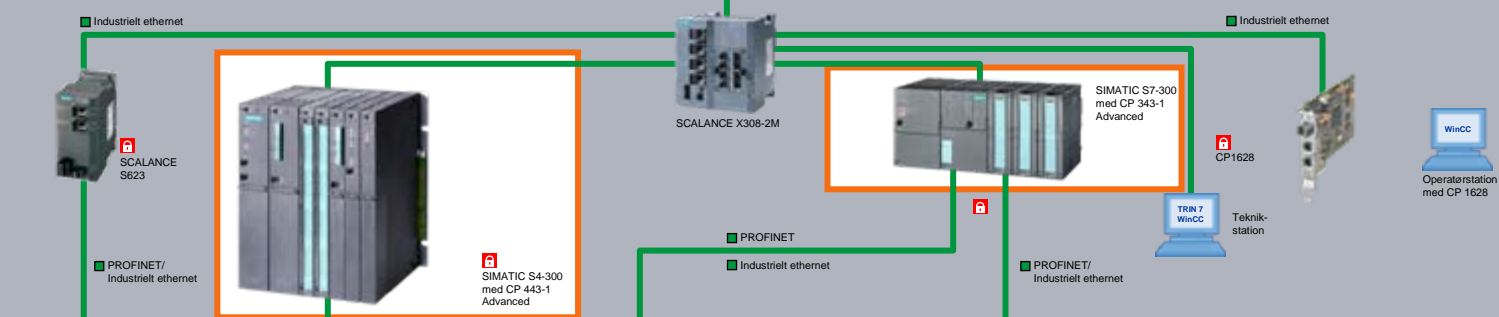 Industrielt ethernet
Industrielt ethernet
SCALANCE X308-2M
SIMATIC S7-300
med CP 343-1
Advanced
SCALANCE
S623
CP1628
WinCC
Operatørstation
med CP 1628
TRIN 7
WinCC
Teknik-
station
PROFINET
Industrielt ethernet
PROFINET/
Industrielt ethernet
PROFINET/
Industrielt ethernet
SIMATIC S4-300
med CP 443-1
Advanced